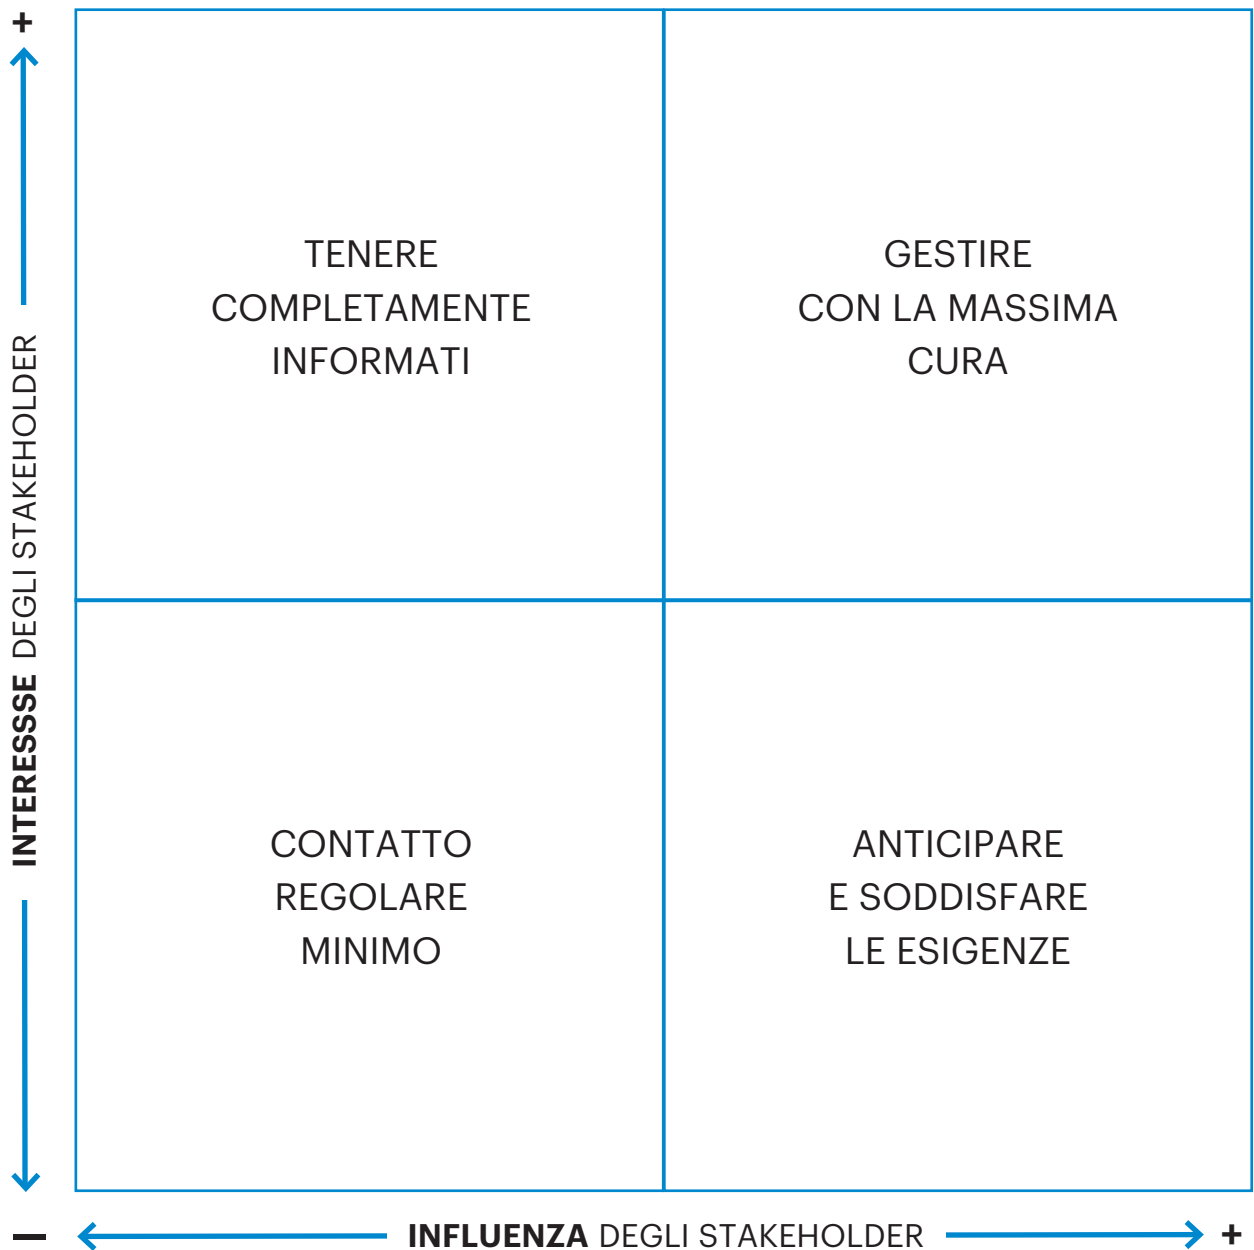 +
TENERE
COMPLETAMENTE
INFORMATI
GESTIRE
CON LA MASSIMA
CURA
INTERESSSE DEGLI STAKEHOLDER
CONTATTO
REGOLARE
MINIMO
ANTICIPARE
E SODDISFARE
LE ESIGENZE
— INFLUENZA DEGLI STAKEHOLDER +